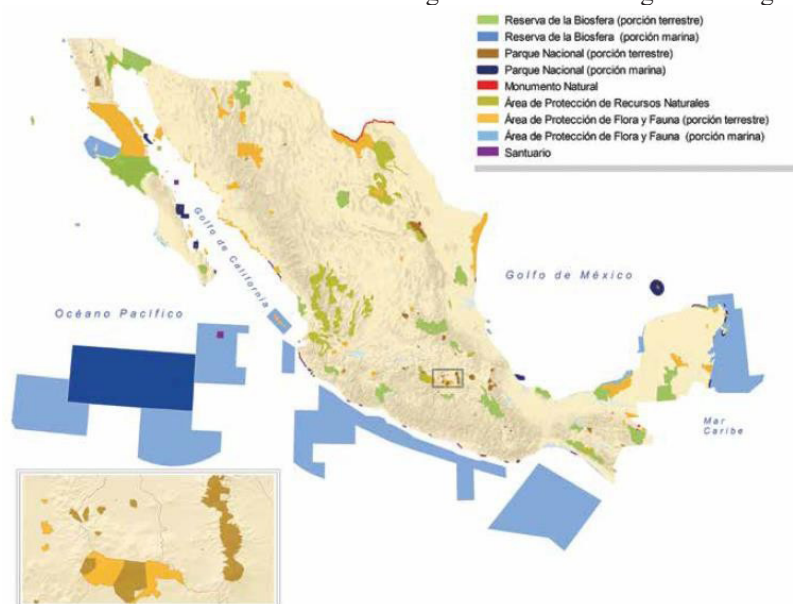 Reserva de la Biosfera (porción terrestre)
Reserva de la Biosfera (porción marina)
Parque Nacional (porción terrestre)
Parque Nacional (porción marina)
Monumento Natural
Área de Protección de Recursos Naturales
Área de Protección de Flora y Fauna (porción terrestre)
Área de Protección de Flora y Fauna (porción marina)
Santuario
Golfo de California
Golfo de México
Océano Pacífico
Mar
Caribe